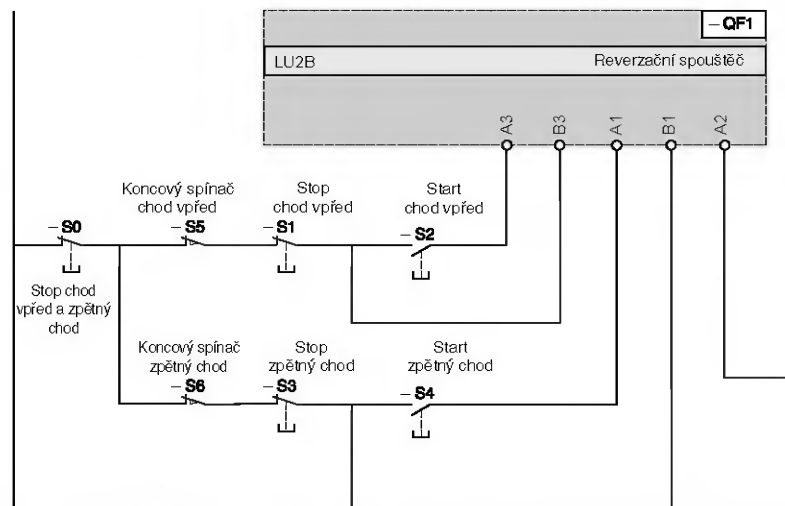 – QF1
LU2B
Reverzační spouštěč
A3
B3
A1
B1
A2
Koncový spínač
chod vpřed
– S5
Stop
chod vpřed
– S1
Start
chod vpřed
– S2
– S0
Stop chod
vpřed a zpětný
chod
Koncový spínač
zpětný chod
– S6
Stop
zpětný chod
– S3
Start
zpětný chod
– S4